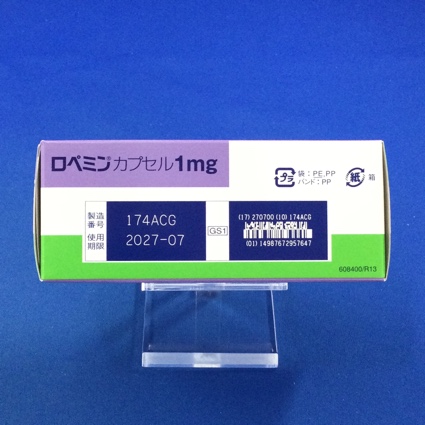 ロペミン®カプセル1mg
プラ
袋：PE,PP
バンド：PP
紙
箱
製造番号
174ACG
使用期限
2027-07
GS1
(17) 270700 (10) 174ACG
(01) 14987672957647
608400/R13